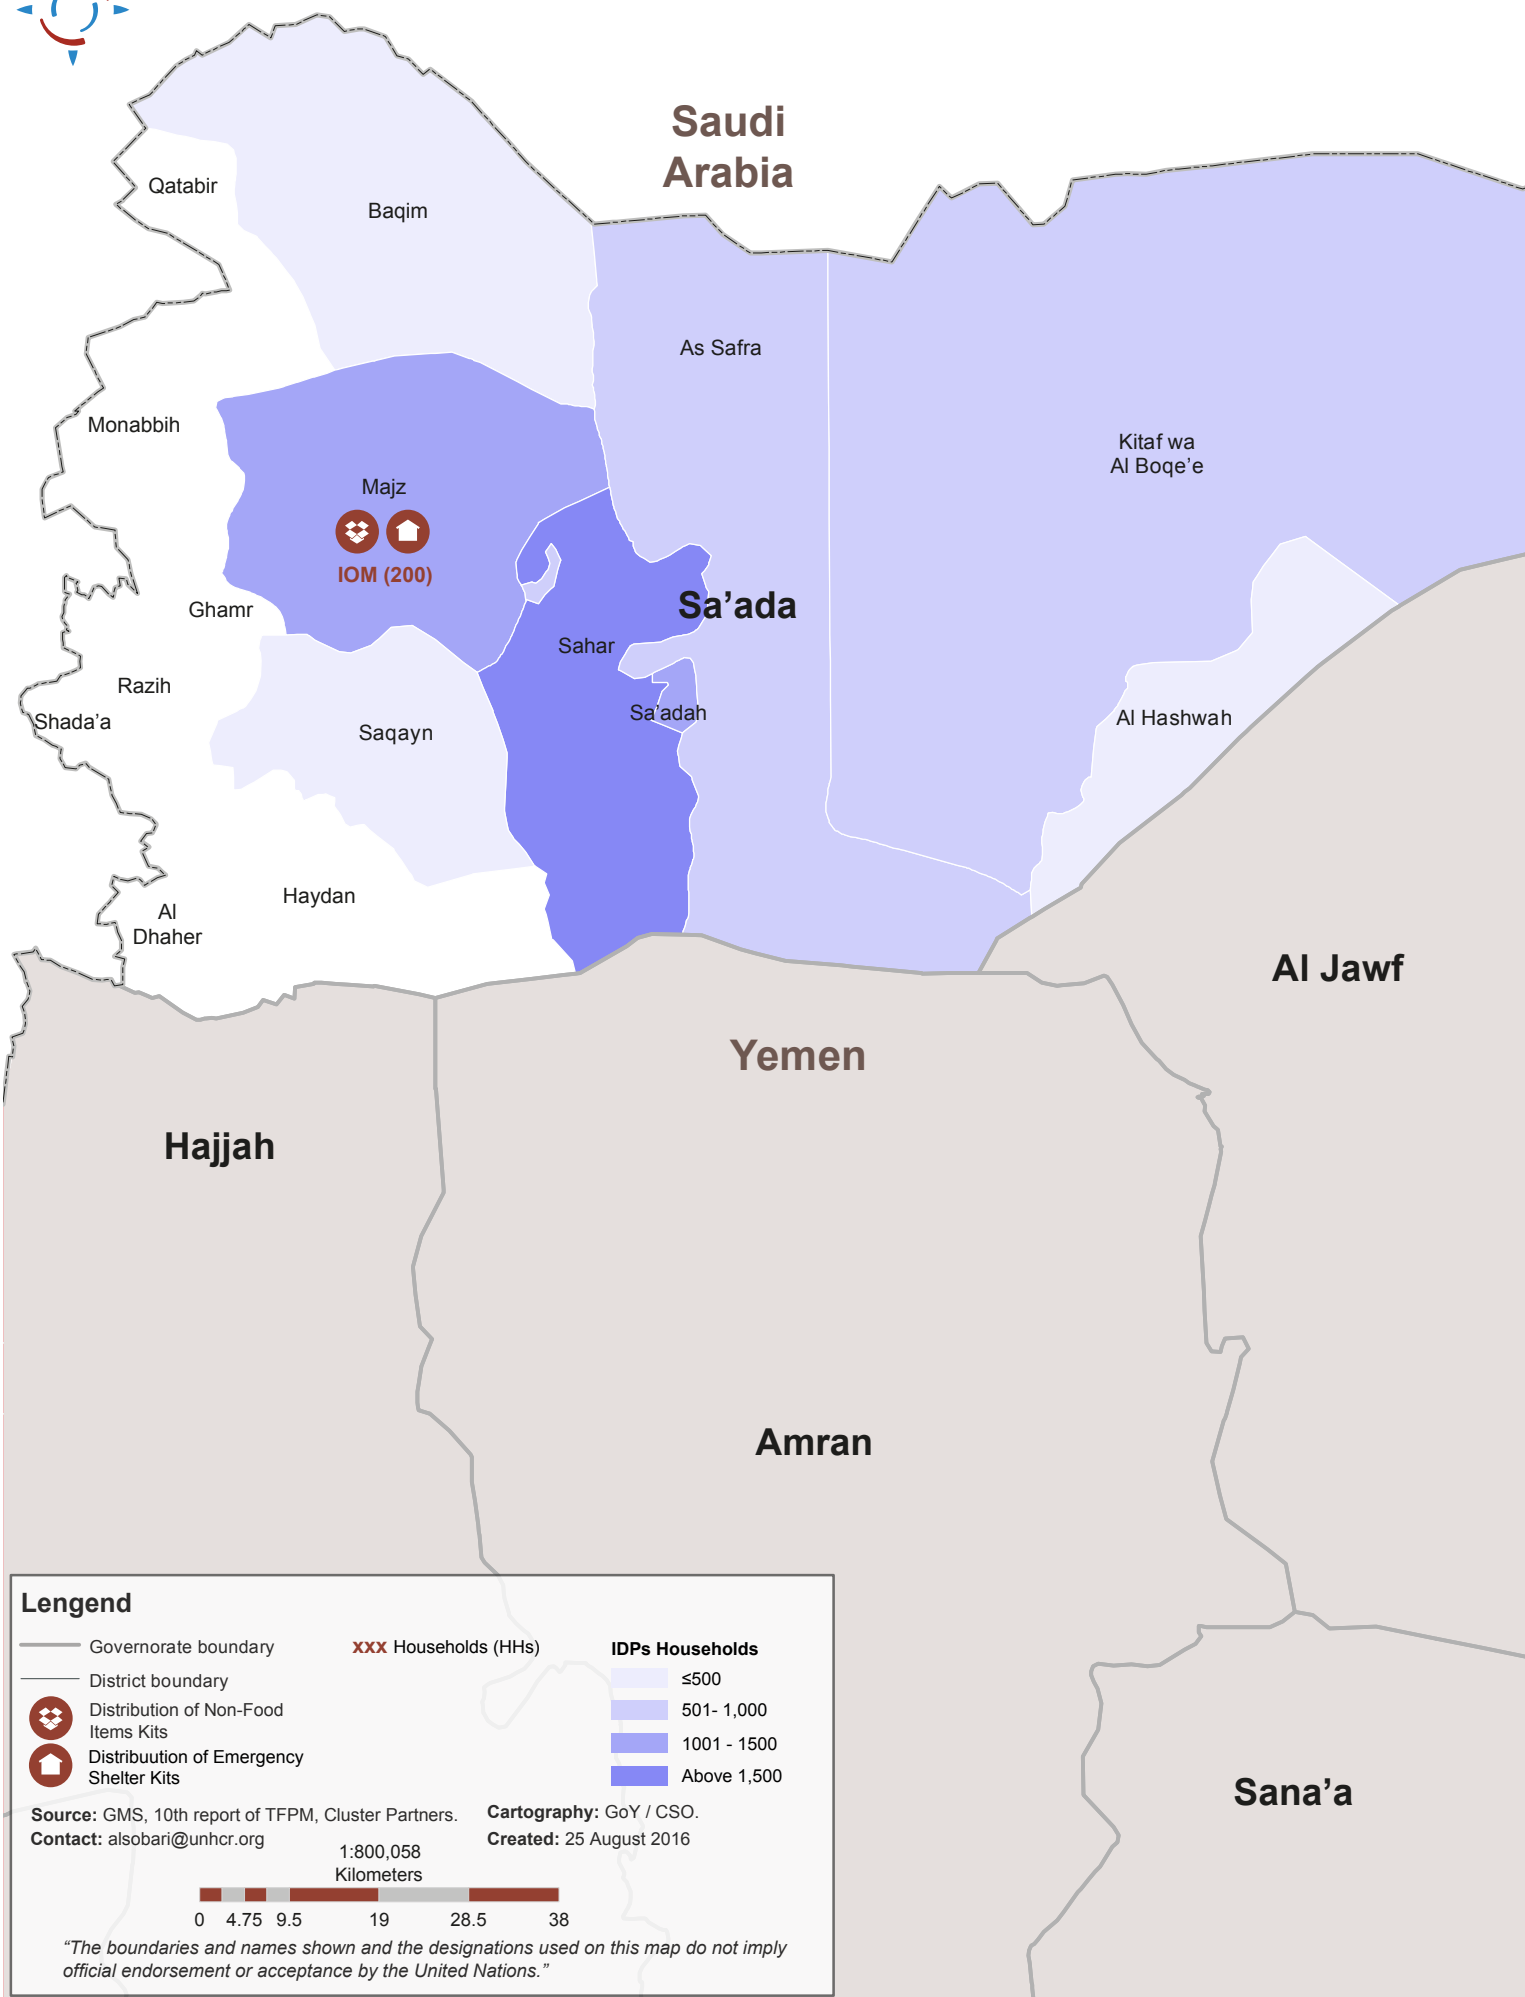 Saudi
Arabia
Qatabir
Baqim
As Safra
Monabbih
Kitaf wa
Al Boqe’e
Majz
IOM (200)
Ghamr
Sa’ada
Sahar
Razih
Shada’a
Sa’adah
Al Hashwah
Saqayn
Haydan
Al
Dhaher
Al Jawf
Yemen
Hajjah
Amran
Sana’a
Lengend
Governorate boundary
District boundary
Distribution of Non-Food
Items Kits
Distribuution of Emergency
Shelter Kits
xxx Households (HHs)
IDPs Households
≤500
501- 1,000
1001 - 1500
Above 1,500
Source: GMS, 10th report of TFPM, Cluster Partners.
Contact: alsobari@unhcr.org
Cartography: GoY / CSO.
Created: 25 August 2016
1:800,058
Kilometers
0 4.75 9.5 19 28.5 38
“The boundaries and names shown and the designations used on this map do not imply
official endorsement or acceptance by the United Nations.”